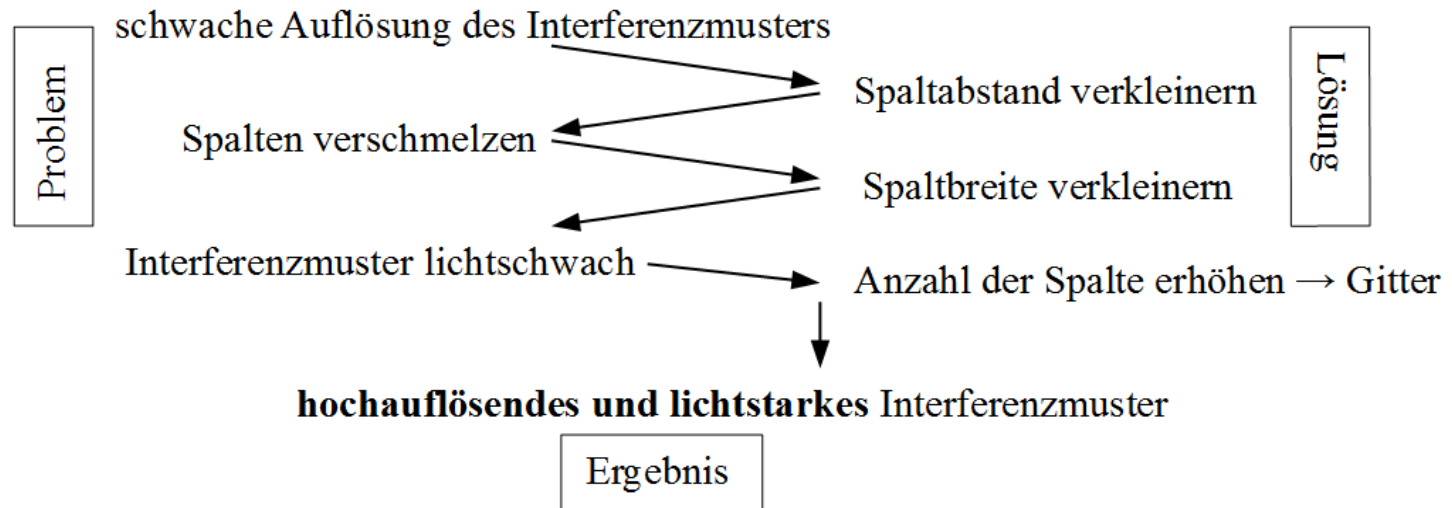 schwache Auflösung des Interferenzmusters
Problem
Lösung
Spaltabstand verkleinern
Spalten verschmelzen
Spaltbreite verkleinern
Interferenzmuster lichtschwach
Anzahl der Spalte erhöhen → Gitter
hochauflösendes und lichtstarkes Interferenzmuster
Ergebnis